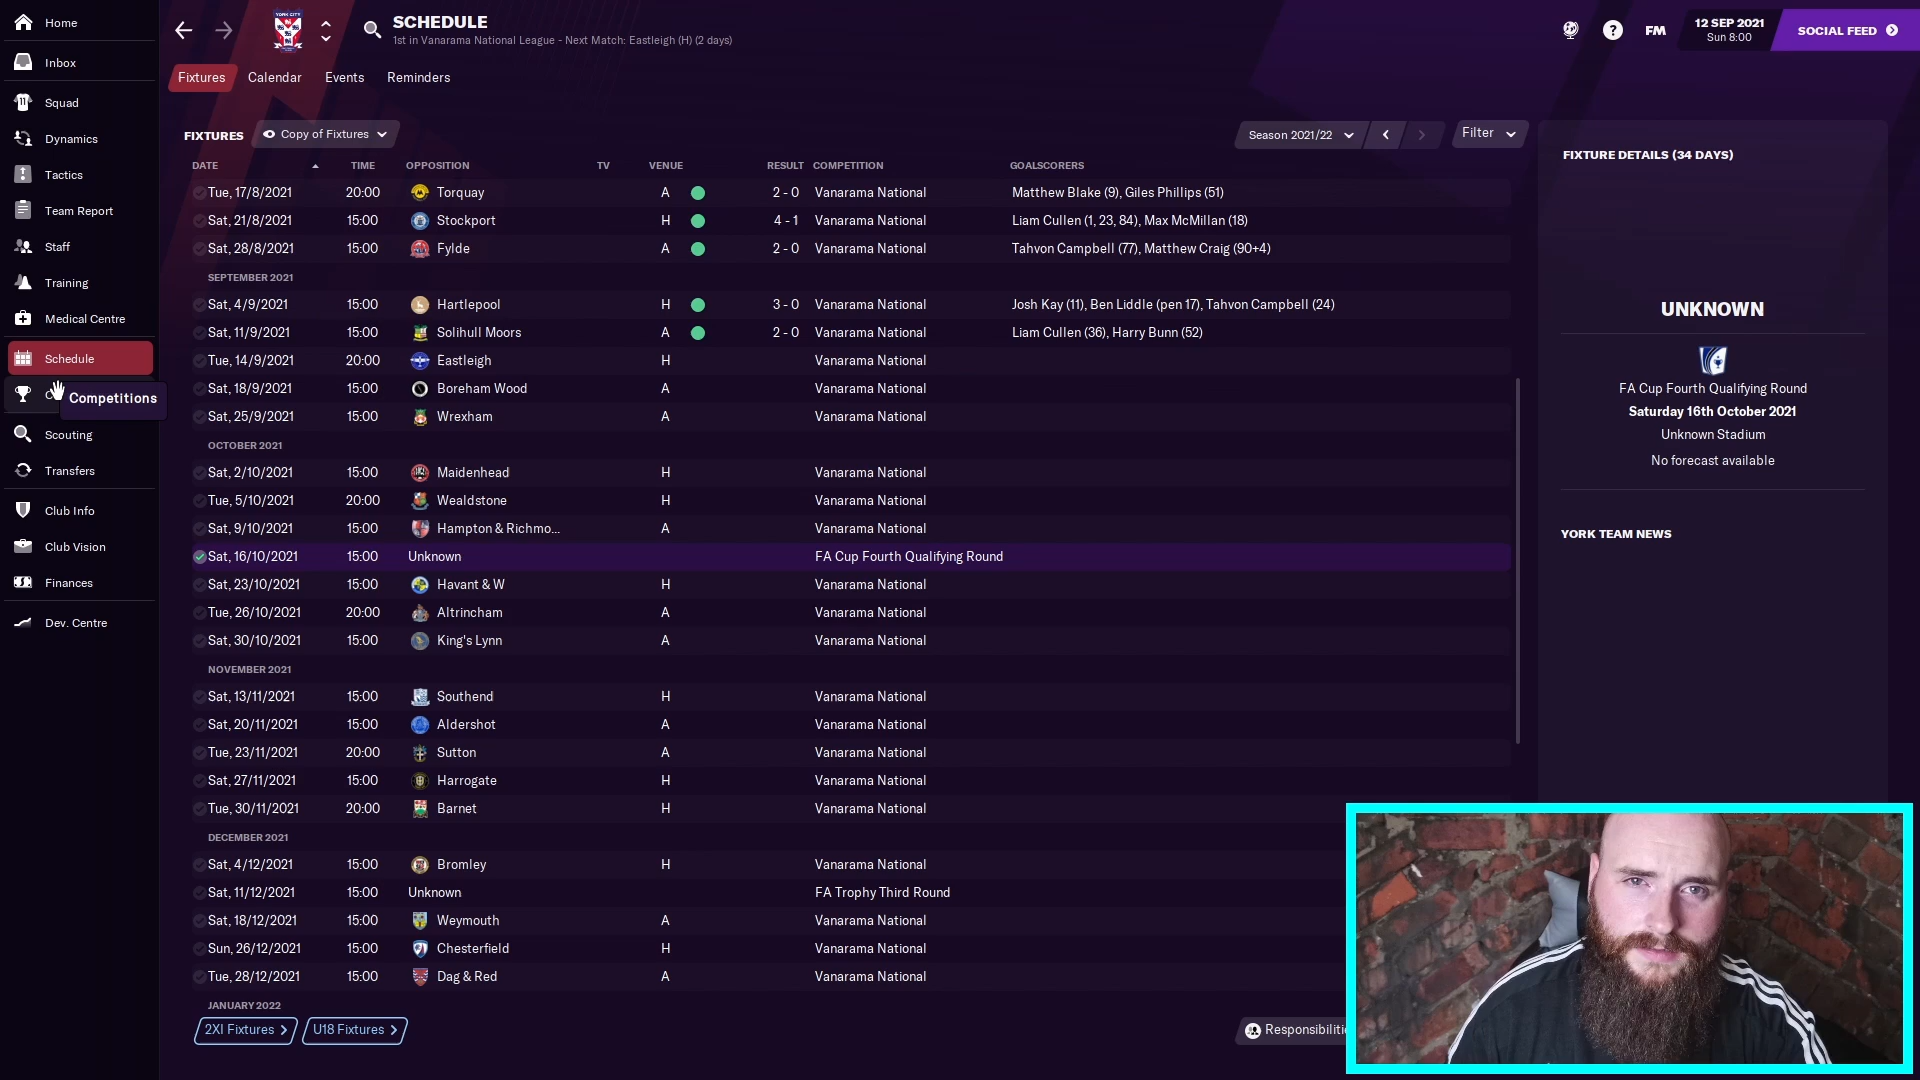 Home
Inbox
Squad
Dynamics
Tactics
Team Report
Staff
Training
Medical Centre
Schedule
Competitions
Scouting
Transfers
Club Info
Club Vision
Finances
Dev. Centre
YORK CITY
SCHEDULE
1st in Vanarama National League - Next Match: Eastleigh (H) (2 days)
FM
12 SEP 2021
Sun 8:00
SOCIAL FEED
Fixtures Calendar Events Reminders
FIXTURES Copy of Fixtures Season 2021/22 Filter
DATE TIME OPPOSITION TV VENUE RESULT COMPETITION GOALSCORERS
Tue, 17/8/2021 20:00 Torquay A 2 - 0 Vanarama National Matthew Blake (9), Giles Phillips (51)
Sat, 21/8/2021 15:00 Stockport H 4 - 1 Vanarama National Liam Cullen (1, 23, 84), Max McMillan (18)
Sat, 28/8/2021 15:00 Fylde A 2 - 0 Vanarama National Tahvon Campbell (77), Matthew Craig (90+4)
SEPTEMBER 2021
Sat, 4/9/2021 15:00 Hartlepool H 3 - 0 Vanarama National Josh Kay (11), Ben Liddle (pen 17), Tahvon Campbell (24)
Sat, 11/9/2021 15:00 Solihull Moors A 2 - 0 Vanarama National Liam Cullen (36), Harry Bunn (52)
Tue, 14/9/2021 20:00 Eastleigh H Vanarama National
Sat, 18/9/2021 15:00 Boreham Wood A Vanarama National
Sat, 25/9/2021 15:00 Wrexham A Vanarama National
OCTOBER 2021
Sat, 2/10/2021 15:00 Maidenhead H Vanarama National
Tue, 5/10/2021 20:00 Wealdstone H Vanarama National
Sat, 9/10/2021 15:00 Hampton & Richmo... A Vanarama National
Sat, 16/10/2021 15:00 Unknown FA Cup Fourth Qualifying Round
Sat, 23/10/2021 15:00 Havant & W H Vanarama National
Tue, 26/10/2021 20:00 Altrincham A Vanarama National
Sat, 30/10/2021 15:00 King's Lynn A Vanarama National
NOVEMBER 2021
Sat, 13/11/2021 15:00 Southend H Vanarama National
Sat, 20/11/2021 15:00 Aldershot A Vanarama National
Tue, 23/11/2021 20:00 Sutton A Vanarama National
Sat, 27/11/2021 15:00 Harrogate H Vanarama National
Tue, 30/11/2021 20:00 Barnet H Vanarama National
DECEMBER 2021
Sat, 4/12/2021 15:00 Bromley H Vanarama National
Sat, 11/12/2021 15:00 Unknown FA Trophy Third Round
Sat, 18/12/2021 15:00 Weymouth A Vanarama National
Sun, 26/12/2021 15:00 Chesterfield H Vanarama National
Tue, 28/12/2021 15:00 Dag & Red A Vanarama National
JANUARY 2022
2XI Fixtures U18 Fixtures Responsibilitie
FIXTURE DETAILS (34 DAYS)
UNKNOWN
FA Cup Fourth Qualifying Round
Saturday 16th October 2021
Unknown Stadium
No forecast available
YORK TEAM NEWS